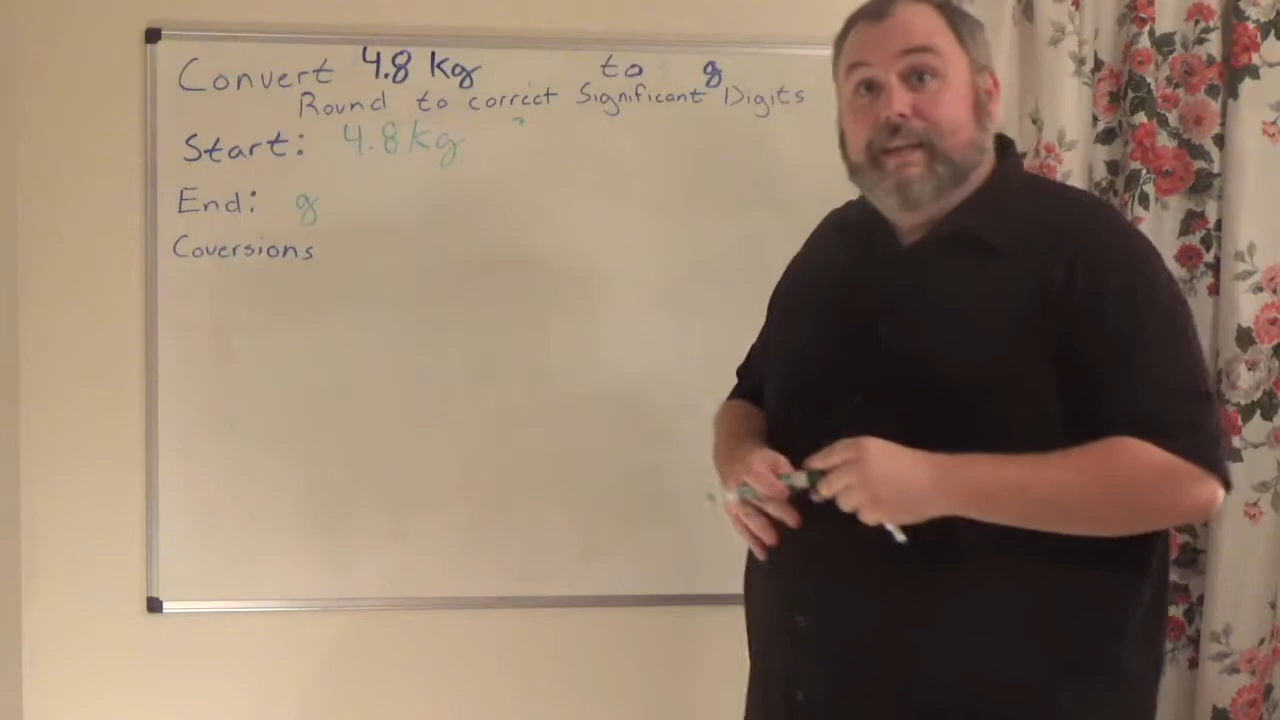 Convert 4.8 kg to g
Round to correct Significant Digits
Start: 4.8 kg
End: g
Coversions